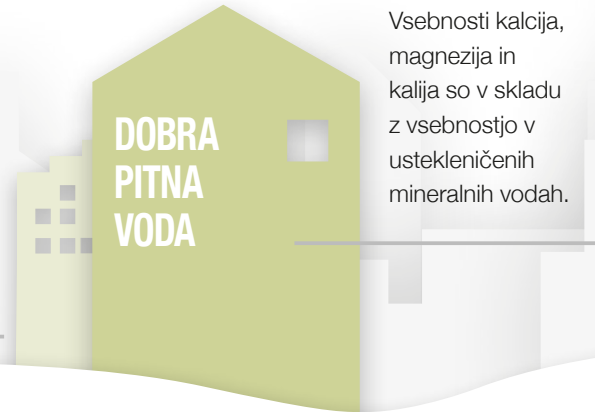 DOBRA
PITNA
VODA
Vsebnosti kalcija,
magnezija in
kalija so v skladu
z vsebnostjo v
ustekleničenih
mineralnih vodah.